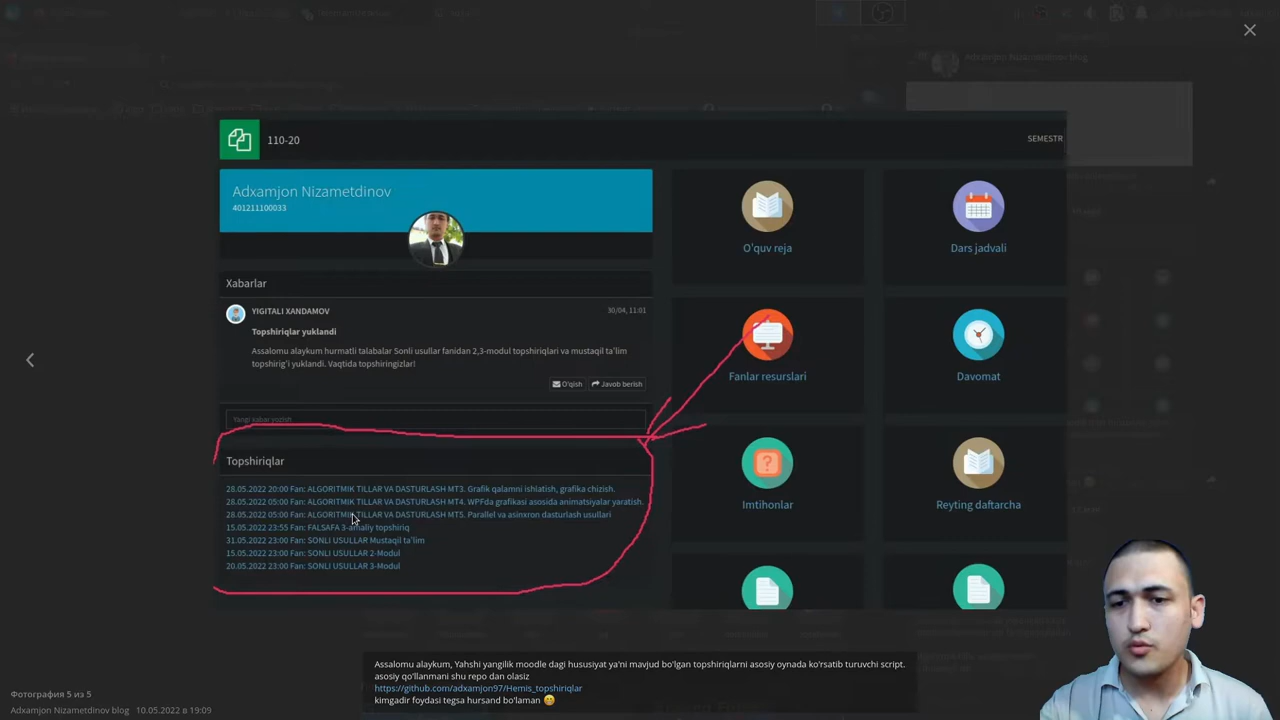 Adxamjon Nizametdinov blog
110-20
SEMESTR
Adxamjon Nizametdinov
401211100033
Xabarlar
YIGITALI XANDAMOV
30/04, 11:01
Topshiriqlar yuklandi
Assalomu alaykum hurmatli talabalar Sonli usullar fanidan 2,3-modul topshiriqlari va mustaqil ta'lim
topshirig'i yuklandi. Vaqtida topshiringizlar!
O'qish
Javob berish
Yangi xabar yozish
Topshiriqlar
28.05.2022 20:00 Fan: ALGORITMIK TILLAR VA DASTURLASH MT3. Grafik qalamni ishlatish, grafika chizish.
28.05.2022 05:00 Fan: ALGORITMIK TILLAR VA DASTURLASH MT4. WPFda grafikasi asosida animatsiyalar yaratish.
28.05.2022 05:00 Fan: ALGORITMIK TILLAR VA DASTURLASH MT5. Parallel va asinxron dasturlash usullari
15.05.2022 23:55 Fan: FALSAFA 3-amaliy topshiriq
31.05.2022 23:00 Fan: SONLI USULLAR Mustaqil ta'lim
15.05.2022 23:00 Fan: SONLI USULLAR 2-Modul
20.05.2022 23:00 Fan: SONLI USULLAR 3-Modul
O'quv reja
Dars jadvali
Fanlar resurslari
Davomat
Imtihonlar
Reyting daftarcha
Assalomu alaykum, Yahshi yangilik moodle dagi hususiyat ya'ni mavjud bo'lgan topshiriqlarni asosiy oynada ko'rsatib turuvchi script.
asosiy qo'llanmani shu repo dan olasiz
https://github.com/adxamjon97/Hemis_topshiriqlar
kimgadir foydasi tegsa hursand bo'laman 😁
Фотография 5 из 5
Adxamjon Nizametdinov blog 10.05.2022 в 19:09